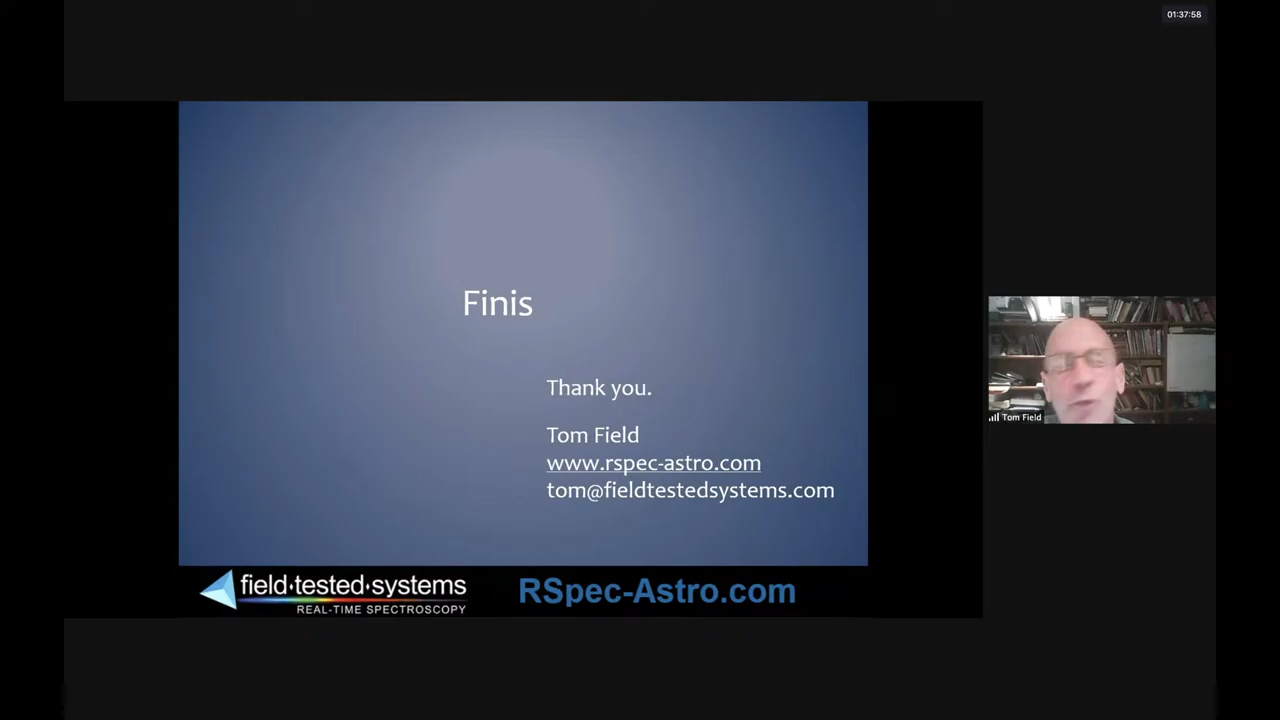 01:37:58
Finis
Thank you.
Tom Field
www.rspec-astro.com
tom@fieldtestedsystems.com
Tom Field
field·tested·systems
REAL-TIME SPECTROSCOPY
RSpec-Astro.com